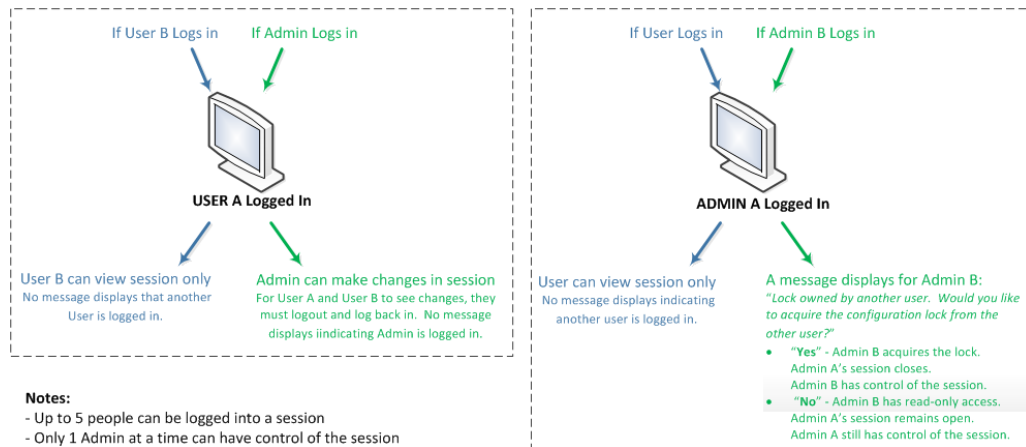 If User B Logs in
If Admin Logs in
USER A Logged In
User B can view session only
No message displays that another
User is logged in.
Admin can make changes in session
For User A and User B to see changes, they
must logout and log back in.  No message
displays iindicating Admin is logged in.
Notes:
- Up to 5 people can be logged into a session
- Only 1 Admin at a time can have control of the session
If User Logs in
If Admin B Logs in
ADMIN A Logged In
User can view session only
No message displays indicating
another user is logged in.
A message displays for Admin B:
“Lock owned by another user.  Would you like
to acquire the configuration lock from the
other user?”
• “Yes” - Admin B acquires the lock.
Admin A’s session closes.
Admin B has control of the session.
• “No” - Admin B has read-only access.
Admin A’s session remains open.
Admin A still has control of the session.